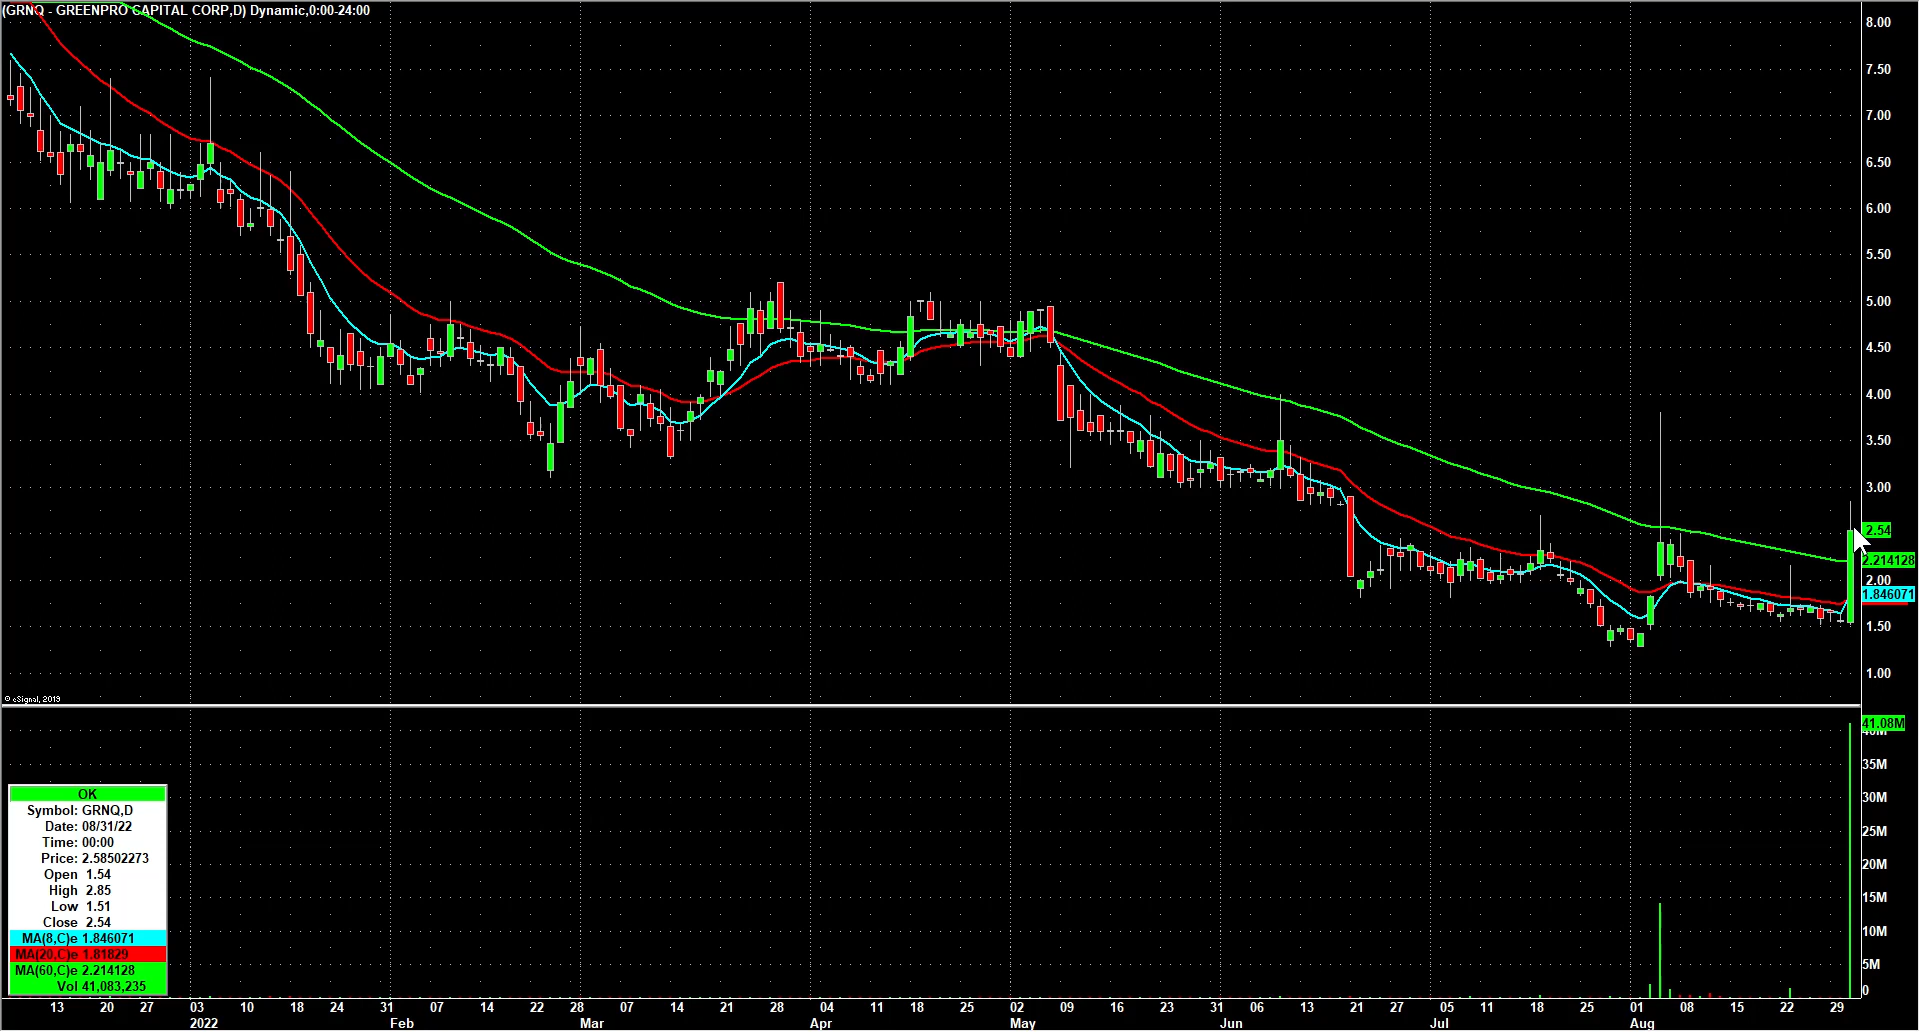 (GRNQ - GREENPRO CAPITAL CORP,D) Dynamic,0:00-24:00
8.00
7.50
7.00
6.50
6.00
5.50
5.00
4.50
4.00
3.50
3.00
2.54
2.214128
2.00
1.846071
1.50
1.00
© eSignal, 2019
41.08M
40M
35M
30M
25M
20M
15M
10M
5M
0
OK
Symbol: GRNQ,D
Date: 08/31/22
Time: 00:00
Price: 2.58502273
Open 1.54
High 2.85
Low 1.51
Close 2.54
MA(8,C)e 1.846071
MA(20,C)e 1.81829
MA(60,C)e 2.214128
Vol 41,083,235
13 20 27 03 10 18 24 31 07 14 22 28 07 14 21 28 04 11 18 25 02 09 16 23 31 06 13 21 27 05 11 18 25 01 08 15 22 29
2022 Feb Mar Apr May Jun Jul Aug